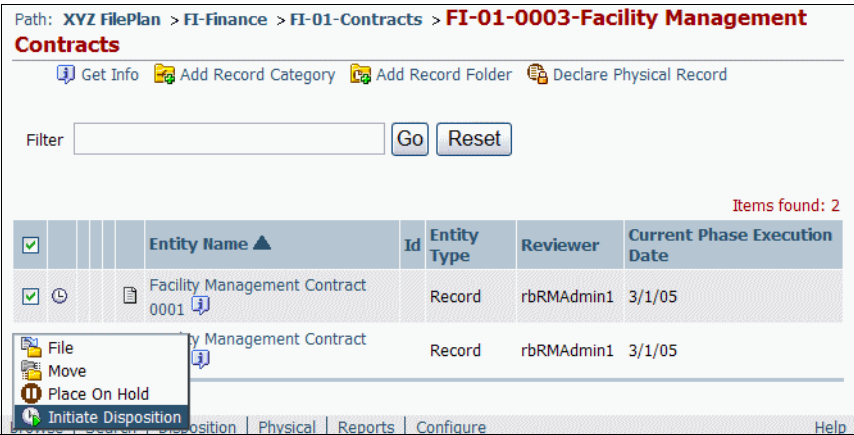 Path: XYZ FilePlan > FI-Finance > FI-01-Contracts > FI-01-0003-Facility Management
Contracts
Get Info Add Record Category Add Record Folder Declare Physical Record
Filter Go Reset
Items found: 2
Entity Name Id Entity Type Reviewer Current Phase Execution Date
Facility Management Contract
0001 Record rbRMAdmin1 3/1/05
Management Contract
Record rbRMAdmin1 3/1/05
File
Move
Place On Hold
Initiate Disposition
Physical | Reports | Configure Help